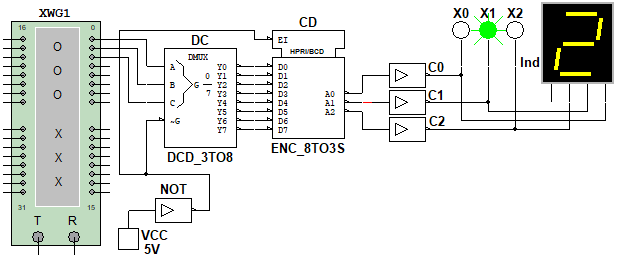 XWG1
16
0
O
O
O
X
X
X
31
15
T
R
NOT
VCC
5V
DC
DMUX
A
B
C
~G
G
0
7
Y0
Y1
Y2
Y3
Y4
Y5
Y6
Y7
DCD_3TO8
CD
EI
HPRI/BCD
D0
D1
D2
D3
D4
D5
D6
D7
A0
A1
A2
ENC_8TO3S
C0
C1
C2
X0
X1
X2
Ind
2